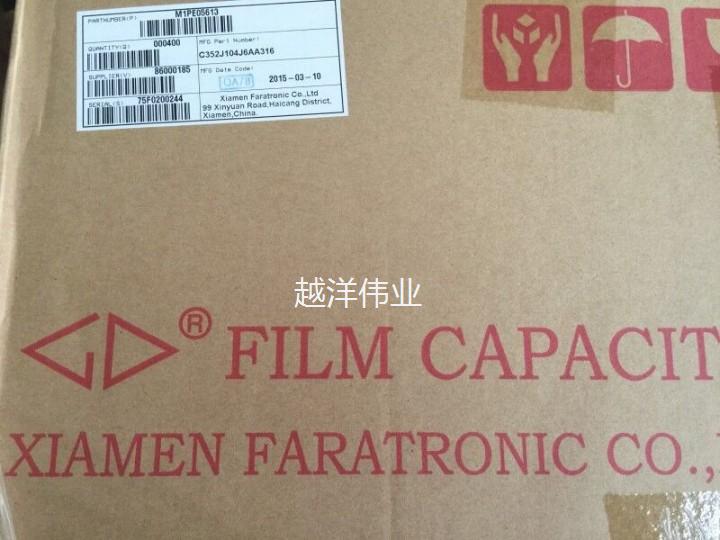 PARTNUMBER(P) M1PE05613
QUANTITY(Q) 000400
MFG Part Number:
C352J104J6AA316
SUPPLIER(V) 86000185
MFG Date Code:
QA/8 2015-03-10
SERIAL(S) 75F0200244
Xiamen Faratronic Co.,Ltd
99 Xinyuan Road,Haicang District,
Xiamen,China.
越洋伟业
® FILM CAPACIT
XIAMEN FARATRONIC CO.,